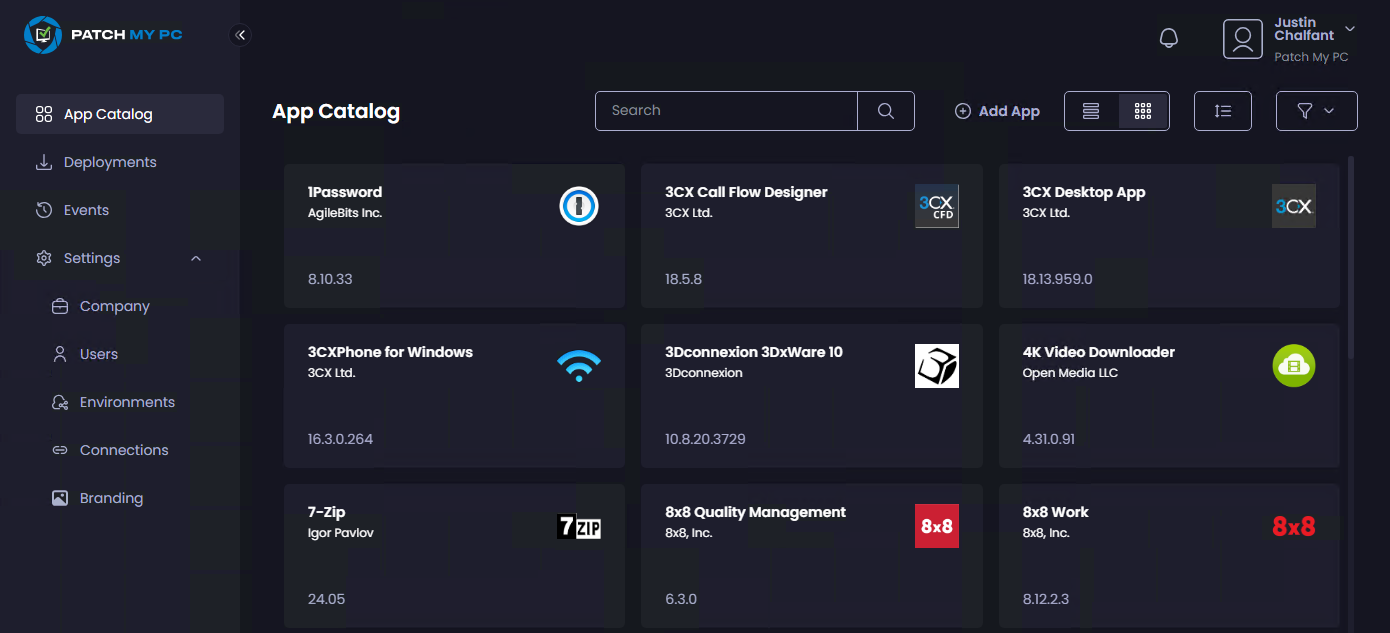 PATCH MY PC
Justin
Chalfant
Patch My PC
App Catalog
Deployments
Events
Settings
Company
Users
Environments
Connections
Branding
App Catalog
Search
Add App
1Password
AgileBits Inc.
8.10.33
3CX Call Flow Designer
3CX Ltd.
3CX
CFD
18.5.8
3CX Desktop App
3CX Ltd.
3CX
18.13.959.0
3CXPhone for Windows
3CX Ltd.
16.3.0.264
3Dconnexion 3DxWare 10
3Dconnexion
10.8.20.3729
4K Video Downloader
Open Media LLC
4.31.0.91
7-Zip
Igor Pavlov
7ZIP
24.05
8x8 Quality Management
8x8, Inc.
8x8
6.3.0
8x8 Work
8x8, Inc.
8x8
8.12.2.3